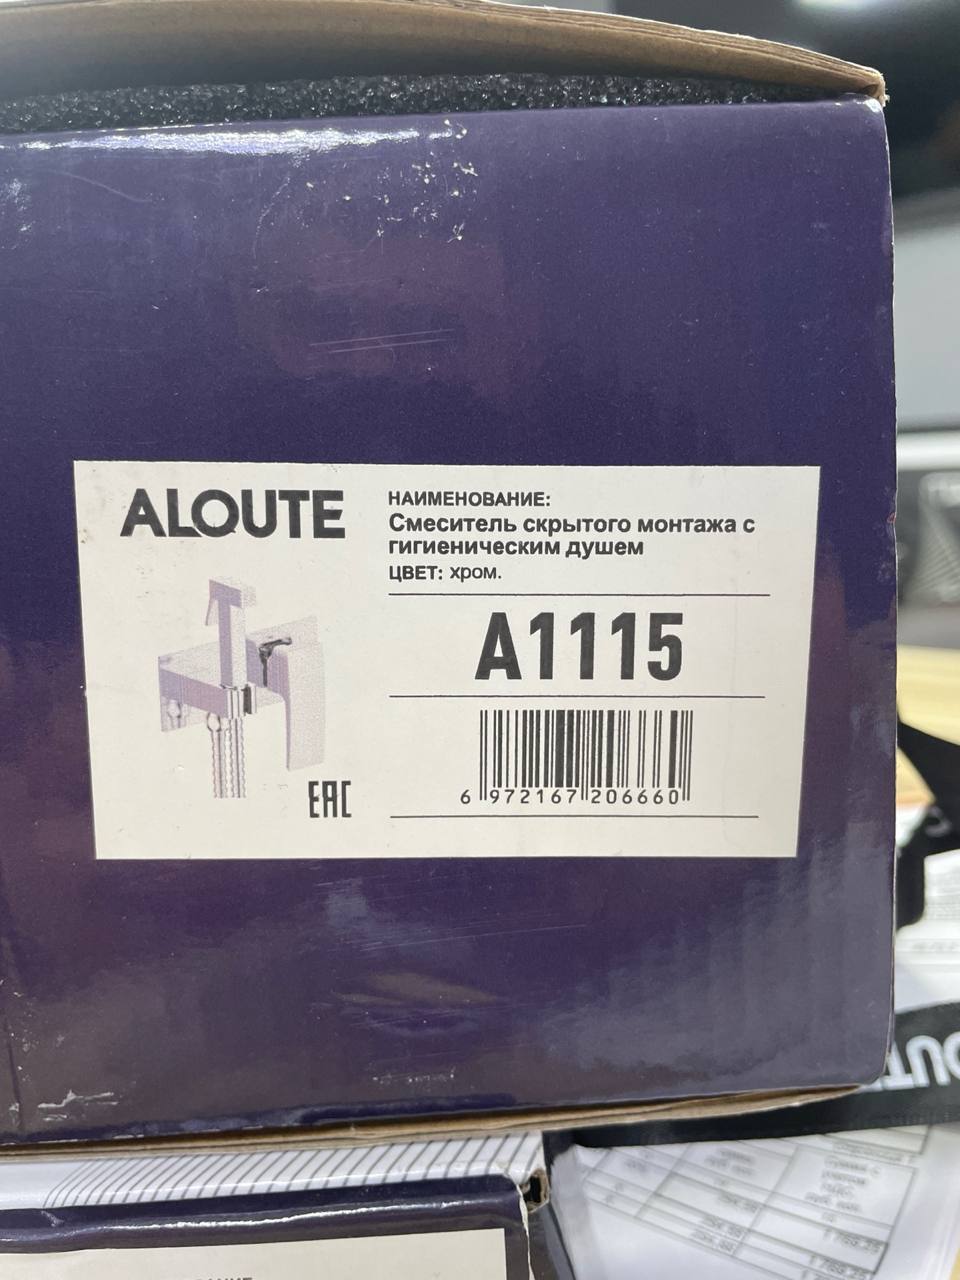 ALOUTE
НАИМЕНОВАНИЕ:
Смеситель скрытого монтажа с
гигиеническим душем
ЦВЕТ: хром.
A1115
EAC
6 972167 206660